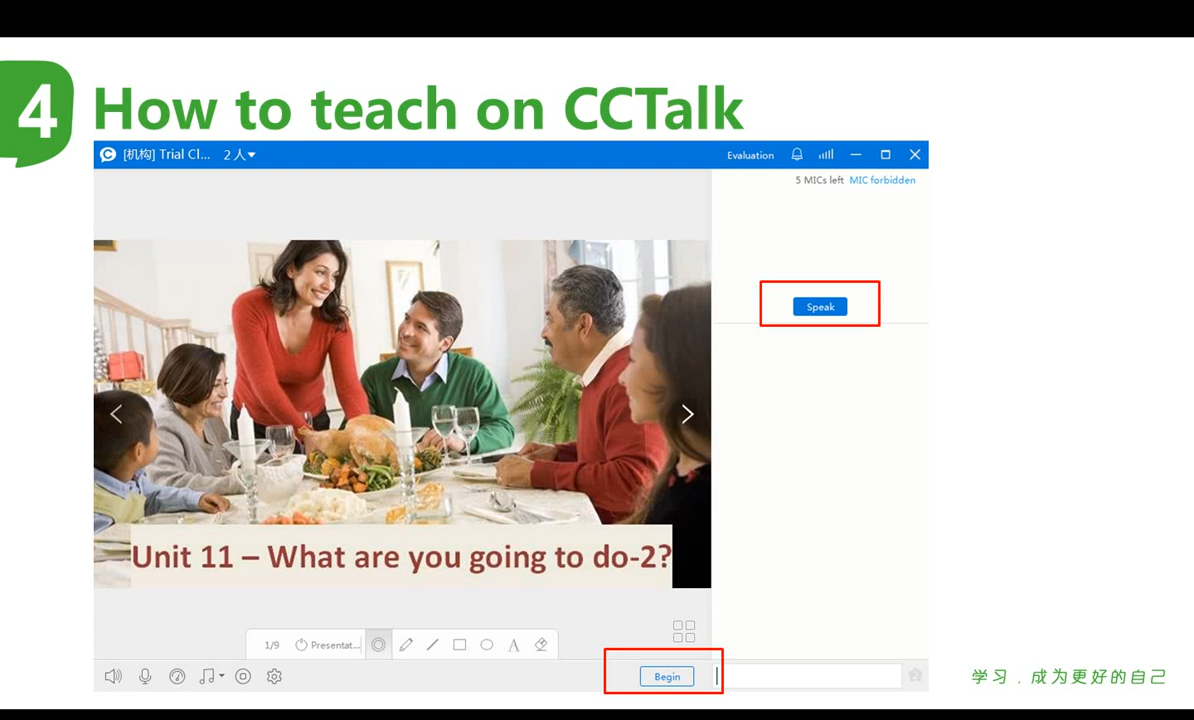 4 How to teach on CCTalk
[机构] Trial Cl... 2人
Evaluation
5 MICs left MIC forbidden
Speak
Unit 11 – What are you going to do-2?
1/9 Presentat... A
Begin
学习 . 成为更好的自己